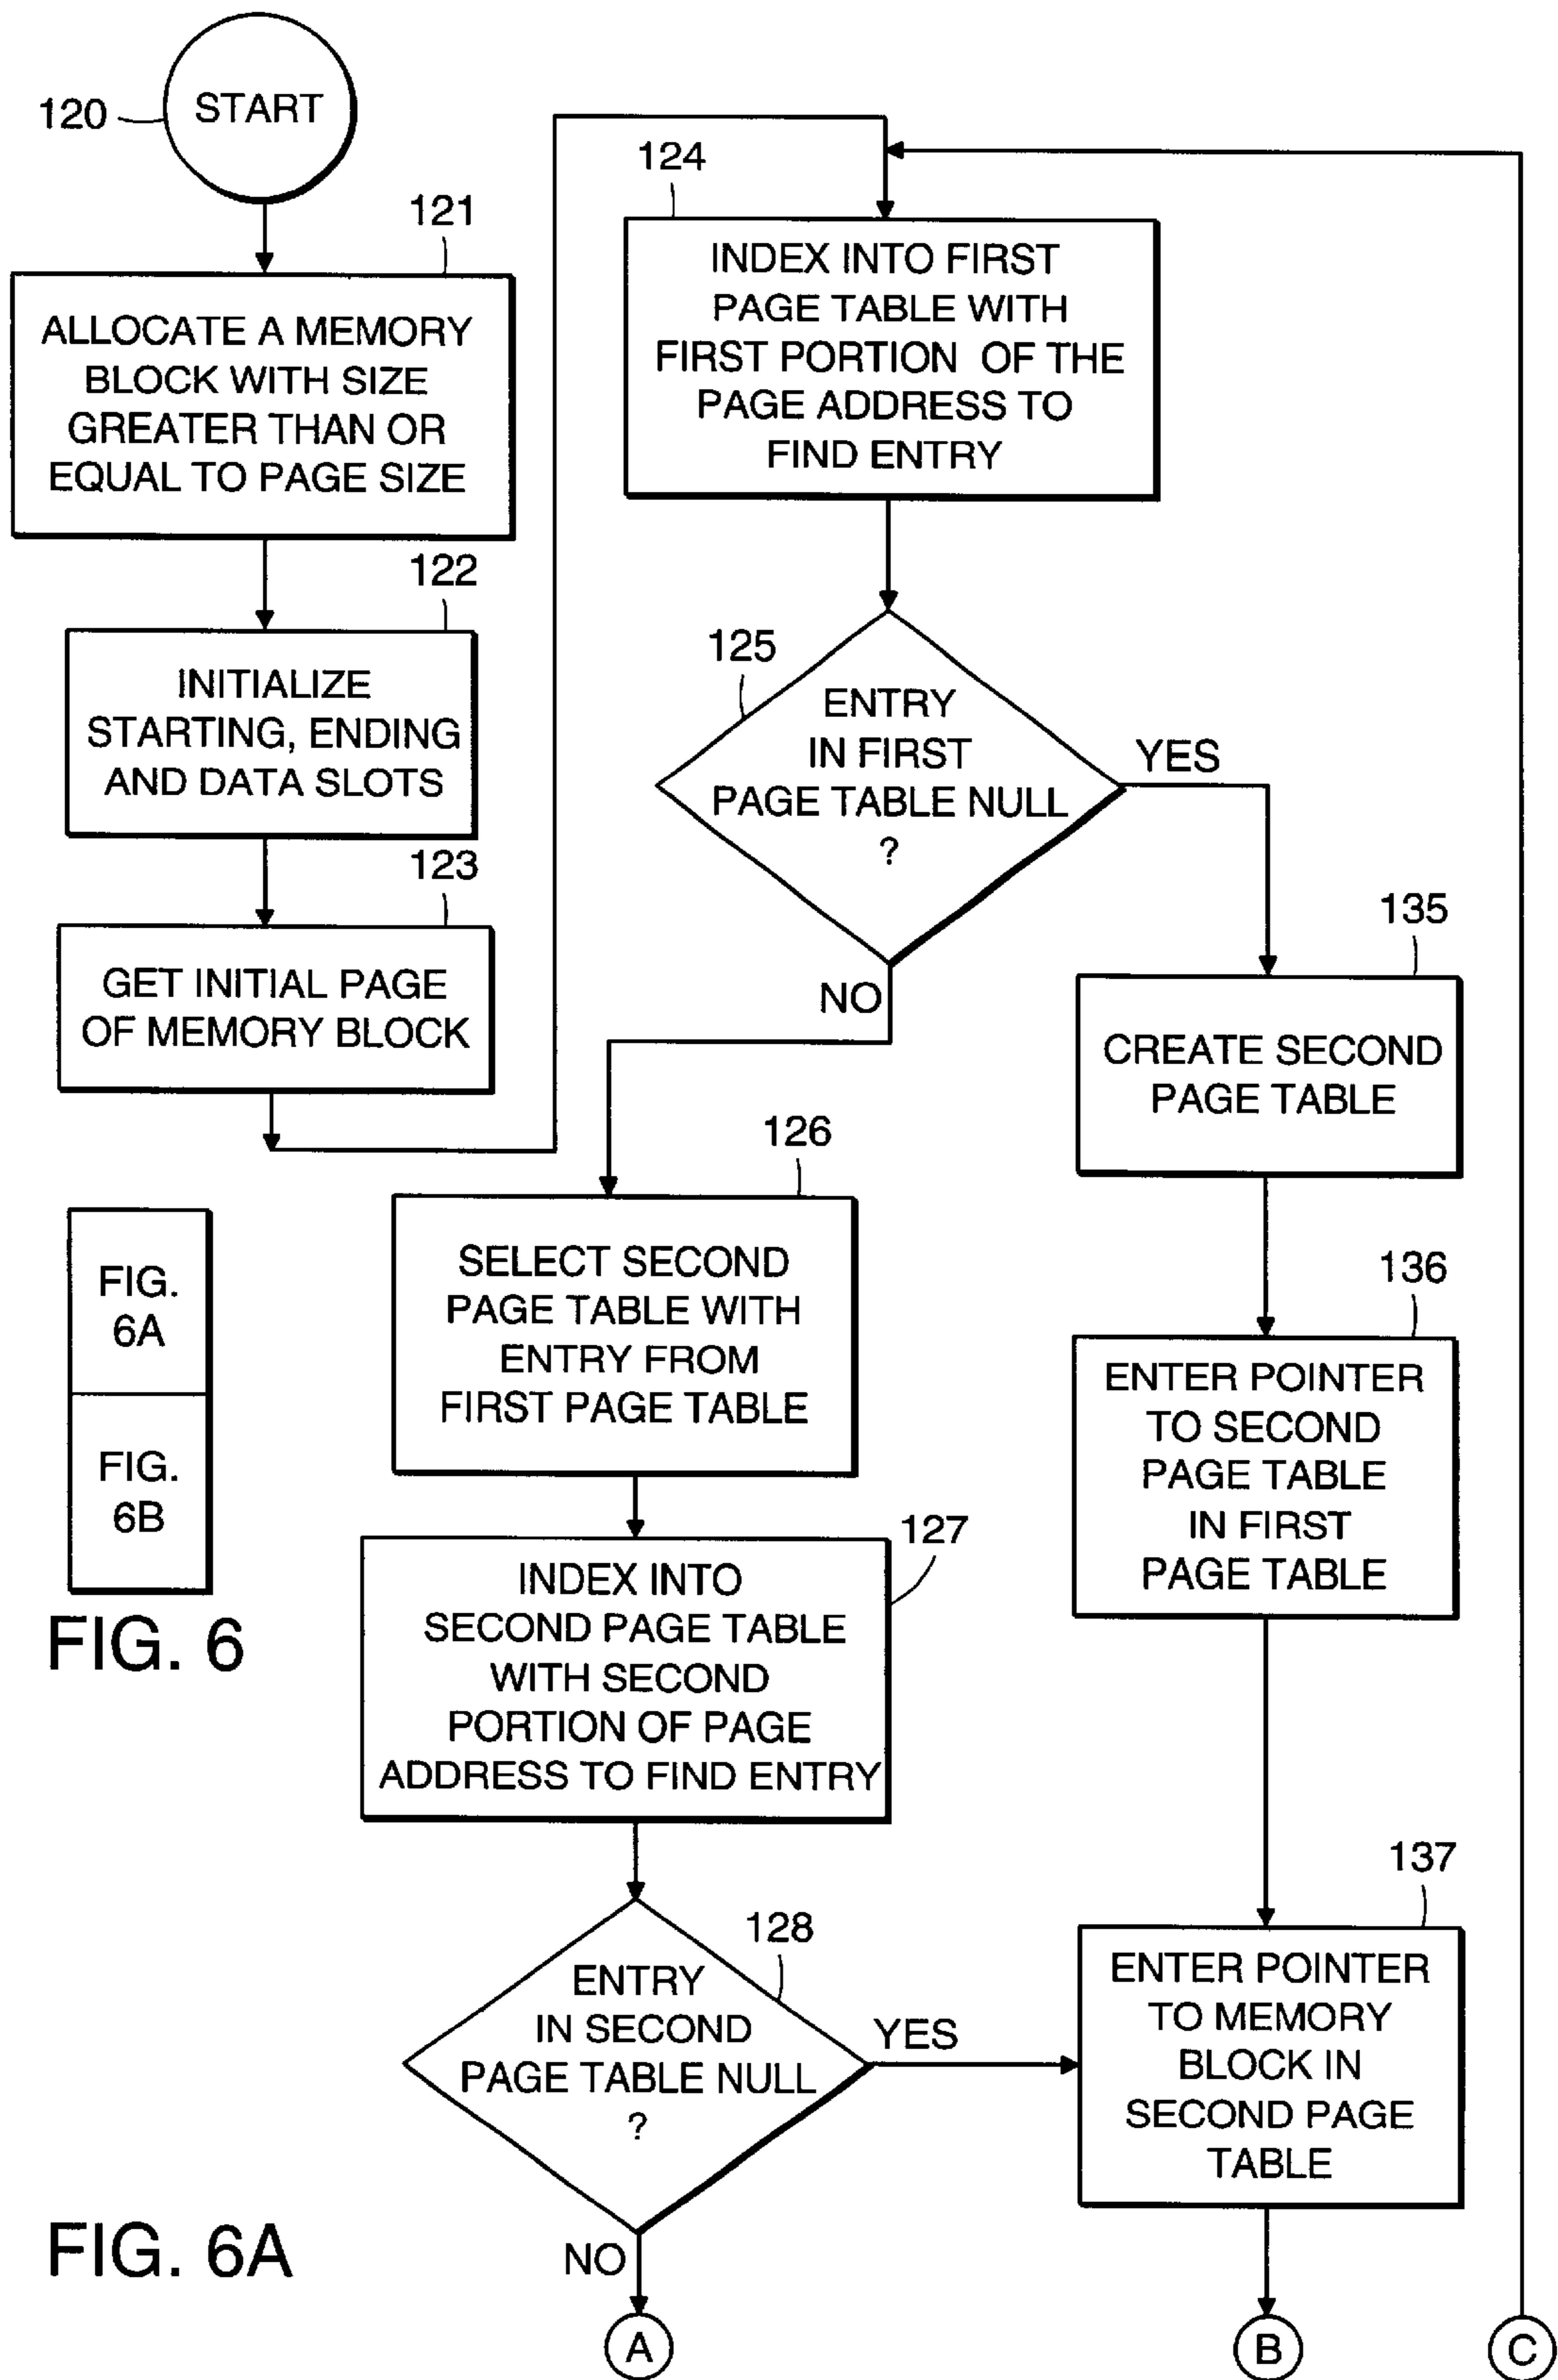 120
START
121
ALLOCATE A MEMORY
BLOCK WITH SIZE
GREATER THAN OR
EQUAL TO PAGE SIZE
122
INITIALIZE
STARTING, ENDING
AND DATA SLOTS
123
GET INITIAL PAGE
OF MEMORY BLOCK
124
INDEX INTO FIRST
PAGE TABLE WITH
FIRST PORTION OF THE
PAGE ADDRESS TO
FIND ENTRY
125
ENTRY
IN FIRST
PAGE TABLE NULL
?
YES
NO
135
CREATE SECOND
PAGE TABLE
126
SELECT SECOND
PAGE TABLE WITH
ENTRY FROM
FIRST PAGE TABLE
136
ENTER POINTER
TO SECOND
PAGE TABLE
IN FIRST
PAGE TABLE
FIG.
6A
FIG.
6B
FIG. 6
127
INDEX INTO
SECOND PAGE TABLE
WITH SECOND
PORTION OF PAGE
ADDRESS TO FIND ENTRY
128
ENTRY
IN SECOND
PAGE TABLE NULL
?
YES
NO
137
ENTER POINTER
TO MEMORY
BLOCK IN
SECOND PAGE
TABLE
FIG. 6A
A
B
C